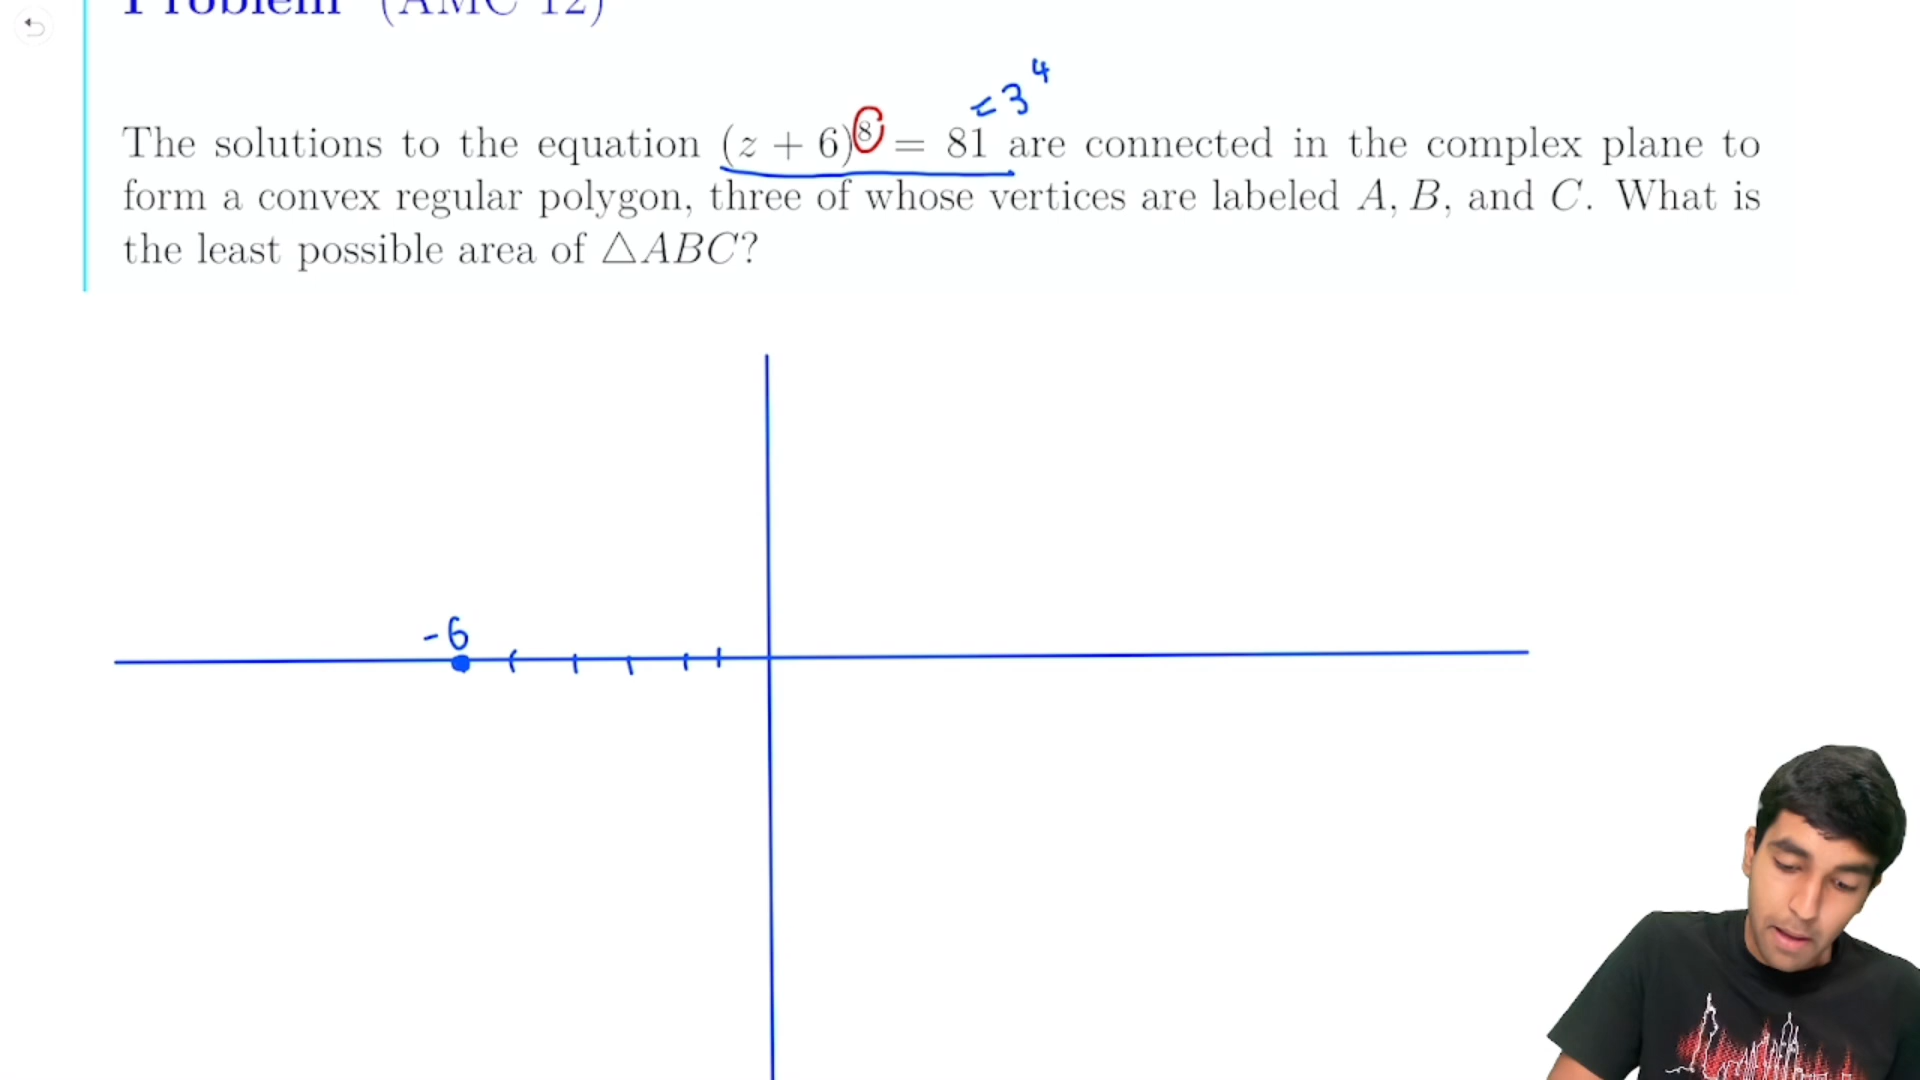 Problem (AMC 12)
= 3^4
The solutions to the equation (z + 6)^8 = 81 are connected in the complex plane to
form a convex regular polygon, three of whose vertices are labeled A, B, and C. What is
the least possible area of △ABC?
-6